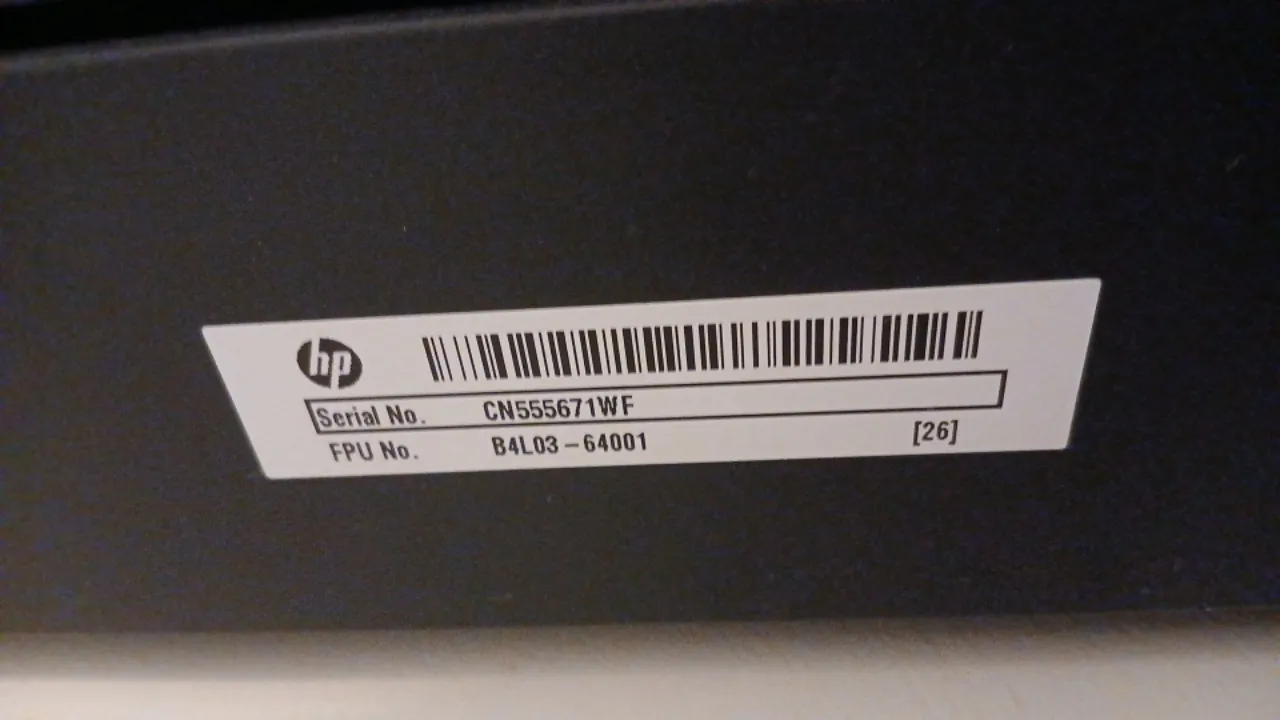 hp
Serial No. CN555671WF
FPU No. B4L03-64001 [26]